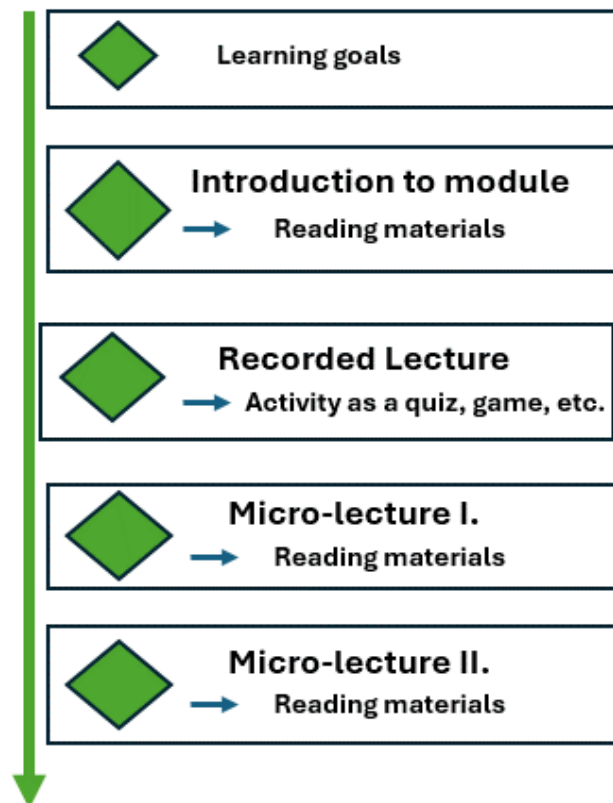 Learning goals
Introduction to module
Reading materials
Recorded Lecture
Activity as a quiz, game, etc.
Micro-lecture I.
Reading materials
Micro-lecture II.
Reading materials